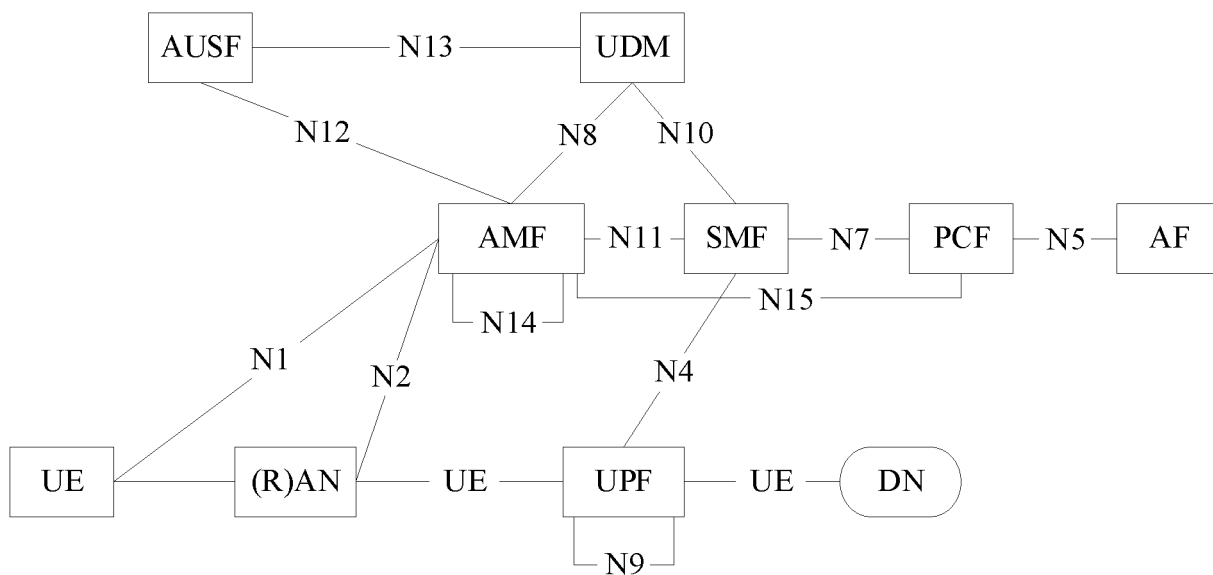 AUSF N13 UDM
N12 N8 N10
AMF N11 SMF N7 PCF N5 AF
N15
N14
N1 N2 N4
UE (R)AN UE UPF UE DN
N9